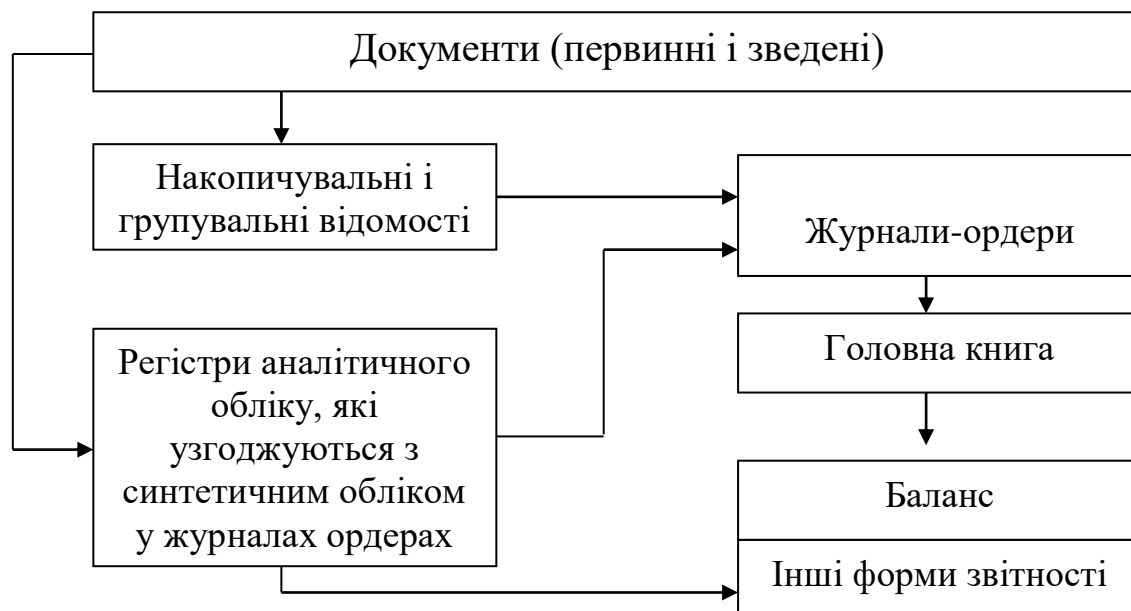 Документи (первинні і зведені)
Накопичувальні і
групувальні відомості
Журнали-ордери
Головна книга
Регістри аналітичного
обліку, які
узгоджуються з
синтетичним обліком
у журналах ордерах
Баланс
Інші форми звітності